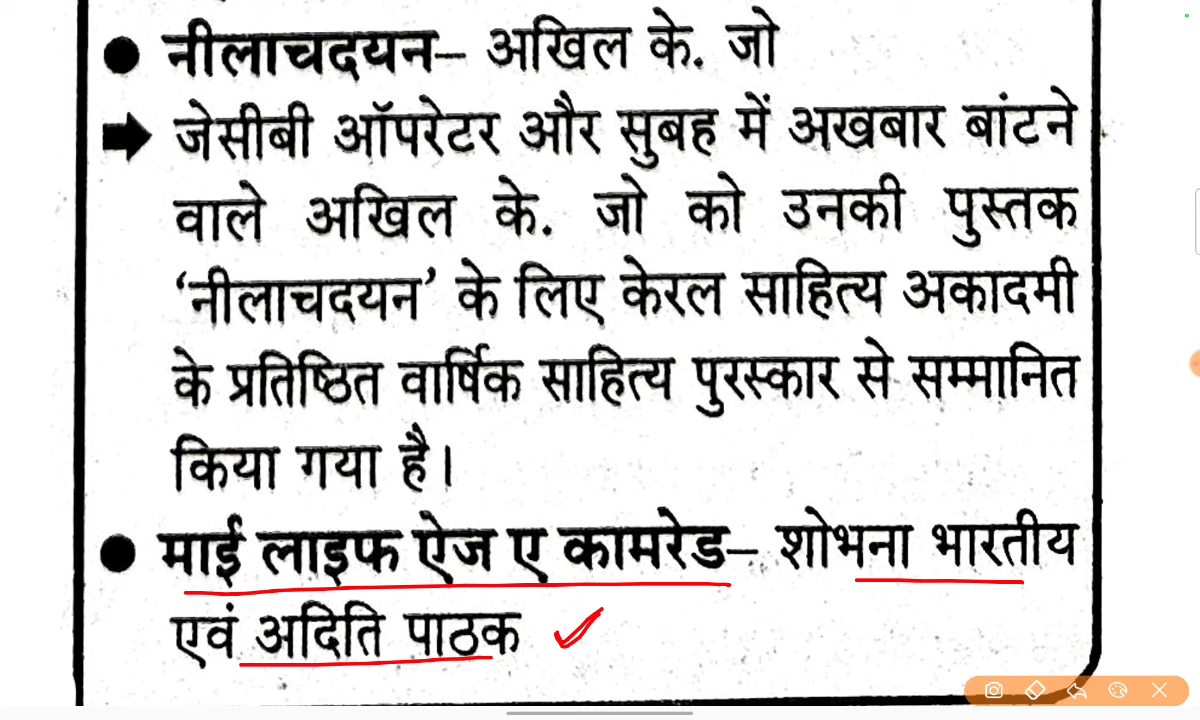 ● नीलाचदयन– अखिल के. जो
➡ जेसीबी ऑपरेटर और सुबह में अखबार बांटने
वाले अखिल के. जो को उनकी पुस्तक
‘नीलाचदयन’ के लिए केरल साहित्य अकादमी
के प्रतिष्ठित वार्षिक साहित्य पुरस्कार से सम्मानित
किया गया है।
● माई लाइफ ऐज ए कामरेड– शोभना भारतीय
एवं अदिति पाठक